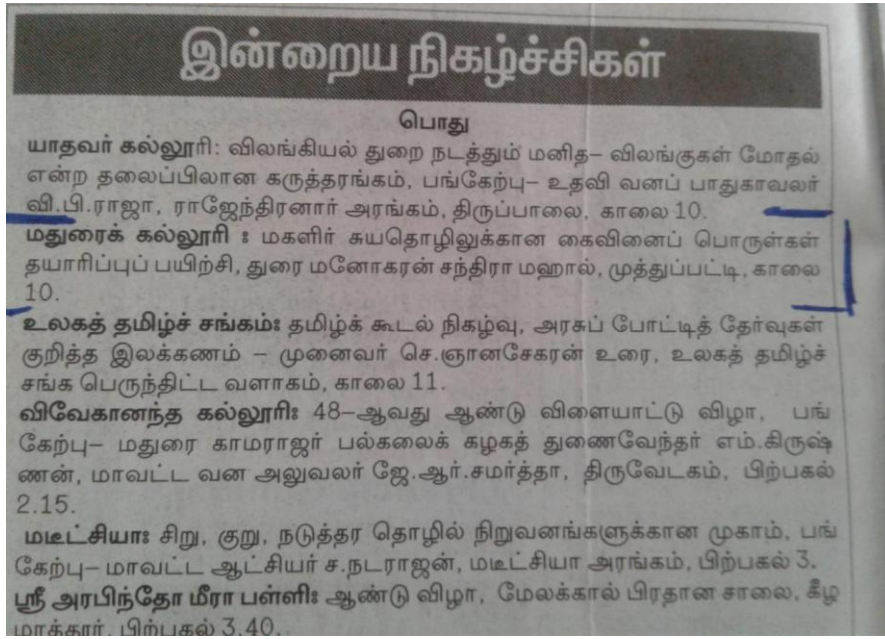 இன்றைய நிகழ்ச்சிகள்
பொது
யாதவர் கல்லூரி: விலங்கியல் துறை நடத்தும் மனித– விலங்குகள் மோதல்
என்ற தலைப்பிலான கருத்தரங்கம், பங்கேற்பு– உதவி வனப் பாதுகாவலர்
வி.பி.ராஜா, ராஜேந்திரனார் அரங்கம், திருப்பாலை, காலை 10.
மதுரைக் கல்லூரி : மகளிர் சுயதொழிலுக்கான கைவினைப் பொருள்கள்
தயாரிப்புப் பயிற்சி, துரை மனோகரன் சந்திரா மஹால், முத்துப்பட்டி, காலை
10.
உலகத் தமிழ்ச் சங்கம்: தமிழ்க் கூடல் நிகழ்வு, அரசுப் போட்டித் தேர்வுகள்
குறித்த இலக்கணம் – முனைவர் செ.ஞானசேகரன் உரை, உலகத் தமிழ்ச்
சங்க பெருந்திட்ட வளாகம், காலை 11.
விவேகானந்த கல்லூரி: 48–ஆவது ஆண்டு விளையாட்டு விழா, பங்
கேற்பு– மதுரை காமராஜர் பல்கலைக் கழகத் துணைவேந்தர் எம்.கிருஷ்
ணன், மாவட்ட வன அலுவலர் ஜே.ஆர்.சமர்த்தா, திருவேடகம், பிற்பகல்
2.15.
மடீட்சியா: சிறு, குறு, நடுத்தர தொழில் நிறுவனங்களுக்கான முகாம், பங்
கேற்பு– மாவட்ட ஆட்சியர் ச.நடராஜன், மடீட்சியா அரங்கம், பிற்பகல் 3.
ஸ்ரீ அரபிந்தோ மீரா பள்ளி: ஆண்டு விழா, மேலக்கால் பிரதான சாலை, கீழ
மாத்தூர், பிற்பகல் 3.40.